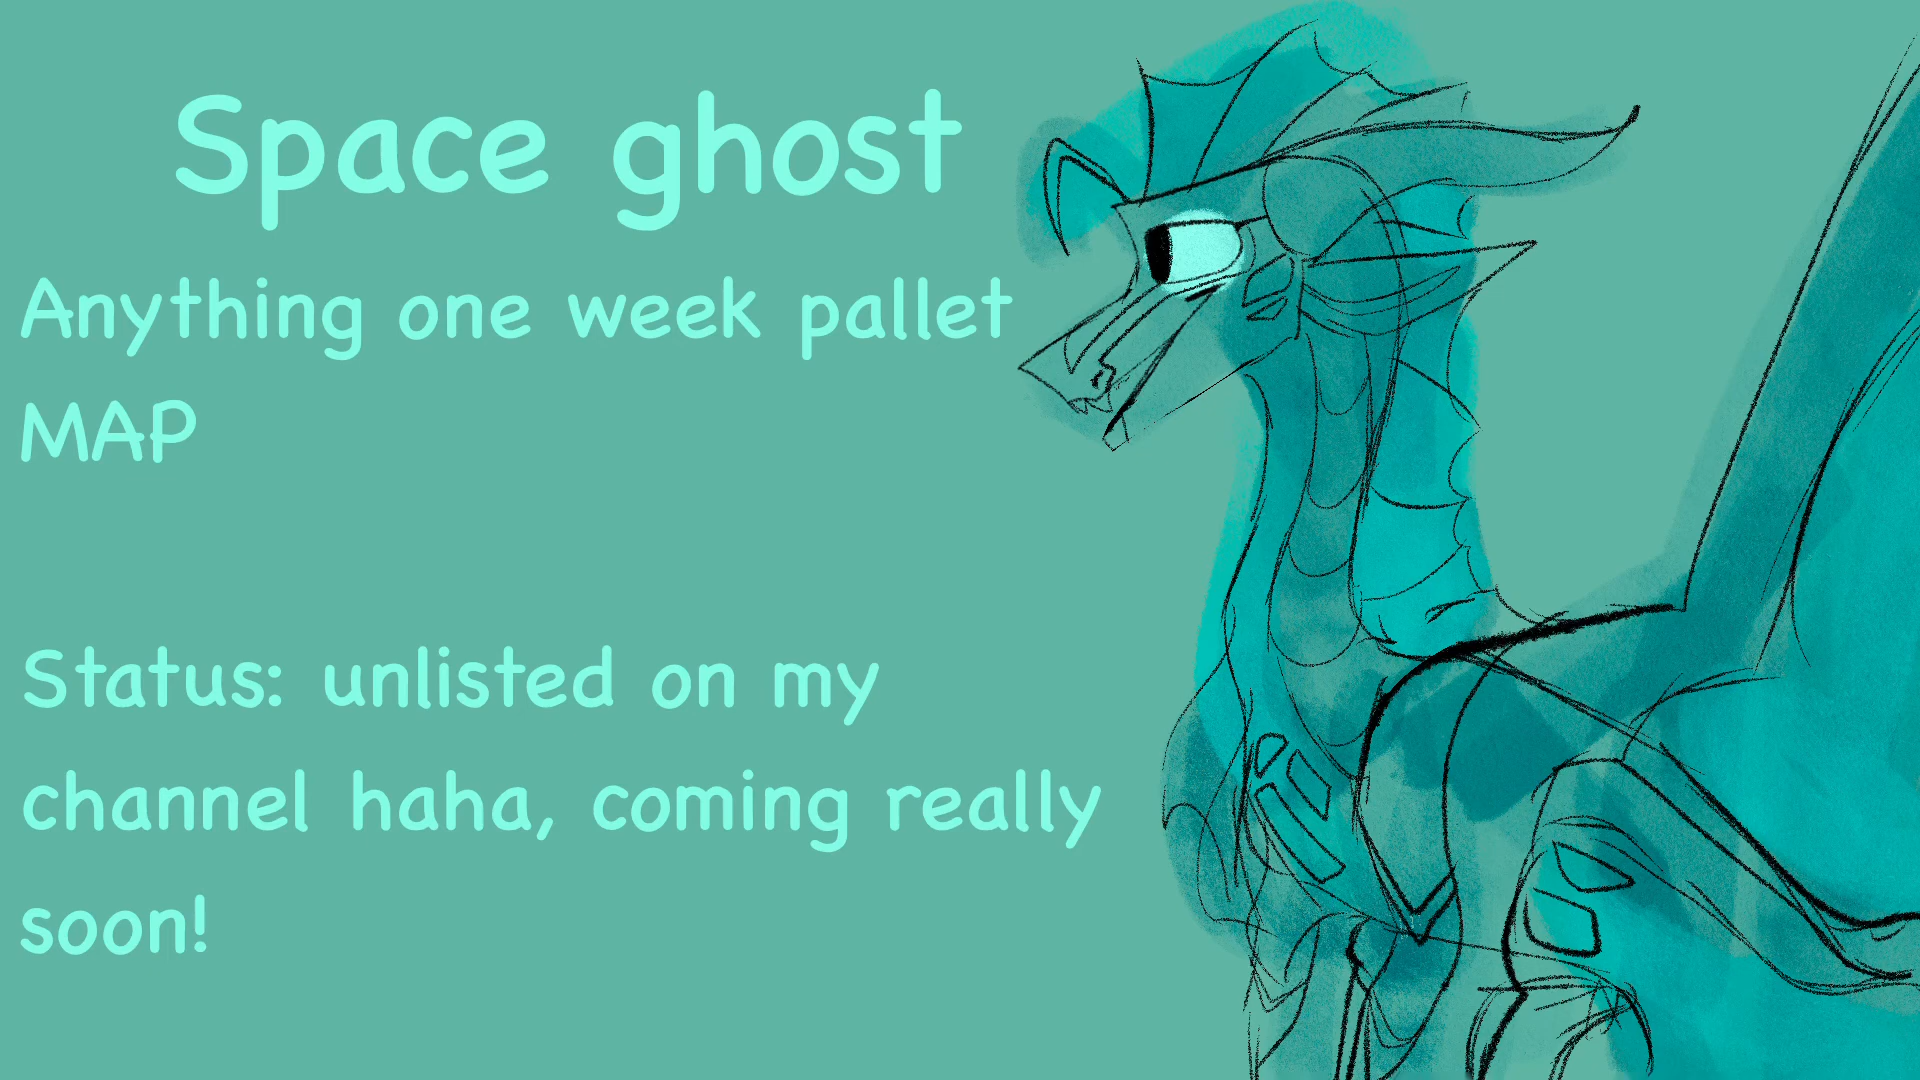 Space ghost
Anything one week pallet
MAP
Status: unlisted on my
channel haha, coming really
soon!